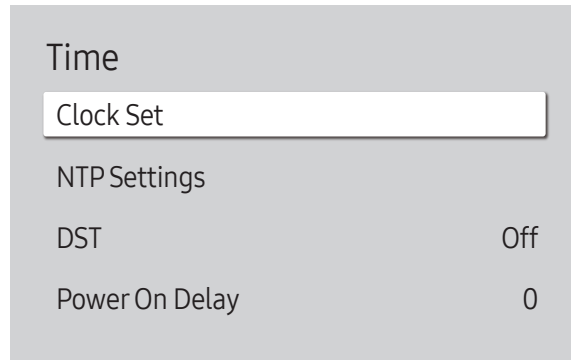 Time
Clock Set
NTP Settings
DST Off
Power On Delay 0